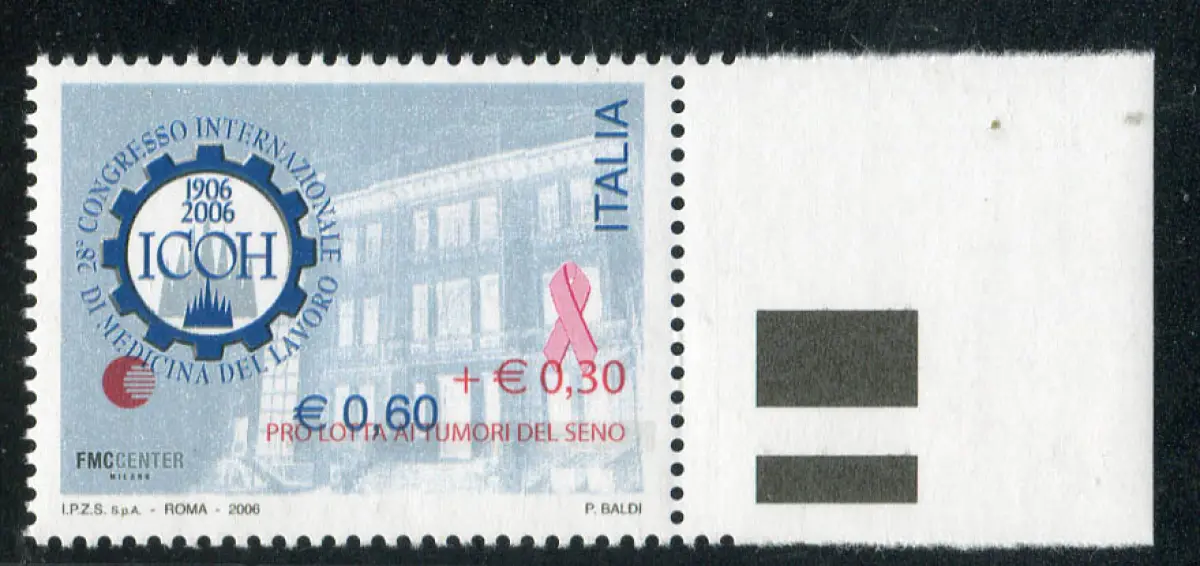 28° CONGRESSO INTERNAZIONALE
DI MEDICINA DEL LAVORO
1906
2006
ICOH
ITALIA
+ € 0,30
€ 0,60
PRO LOTTA AI TUMORI DEL SENO
FMCCENTER
MILANO
I.P.Z.S. S.p.A. - ROMA - 2006
P. BALDI